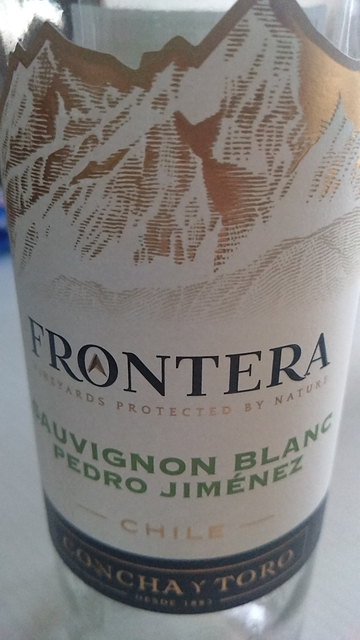 FRONTERA
VINEYARDS PROTECTED BY NATURE
SAUVIGNON BLANC
PEDRO JIMÉNEZ
CHILE
CONCHA Y TORO
DESDE 1883